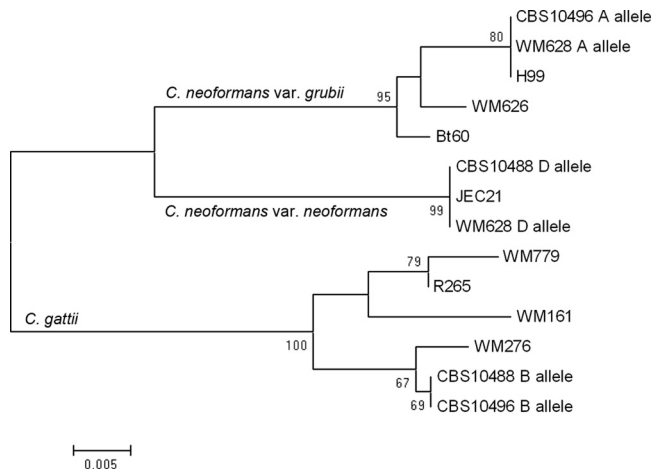 CBS10496 A allele
80
WM628 A allele
H99
C. neoformans var. grubii
95
WM626
Bt60
CBS10488 D allele
JEC21
C. neoformans var. neoformans
99
WM628 D allele
WM779
79
R265
C. gattii
WM161
100
WM276
67
CBS10488 B allele
69
CBS10496 B allele
0.005